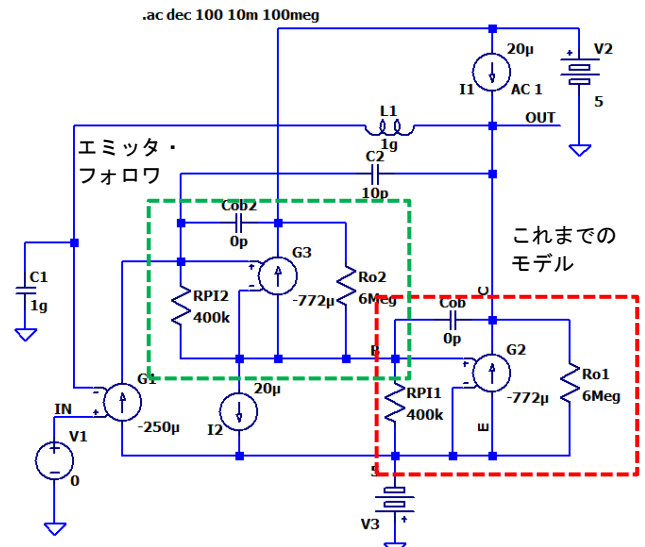 .ac dec 100 10m 100meg
20µ
V2
I1
AC 1
5
OUT
L1
1g
エミッタ・
フォロワ
C2
10p
Cob2
0p
これまでの
モデル
G3
C1
1g
RPI2
400k
-772µ
Ro2
6Meg
C
Cob
0p
B
G2
G1
20µ
RPI1
400k
-772µ
Ro1
6Meg
IN
-250µ
I2
E
V1
0
V3